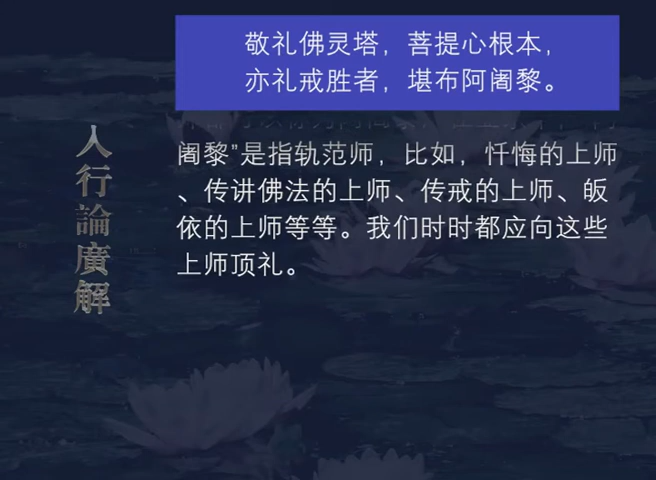 敬礼佛灵塔，菩提心根本，
亦礼戒胜者，堪布阿阇黎。
阇黎”是指轨范师，比如，忏悔的上师
、传讲佛法的上师、传戒的上师、皈
依的上师等等。我们时时都应向这些
上师顶礼。
入行論廣解